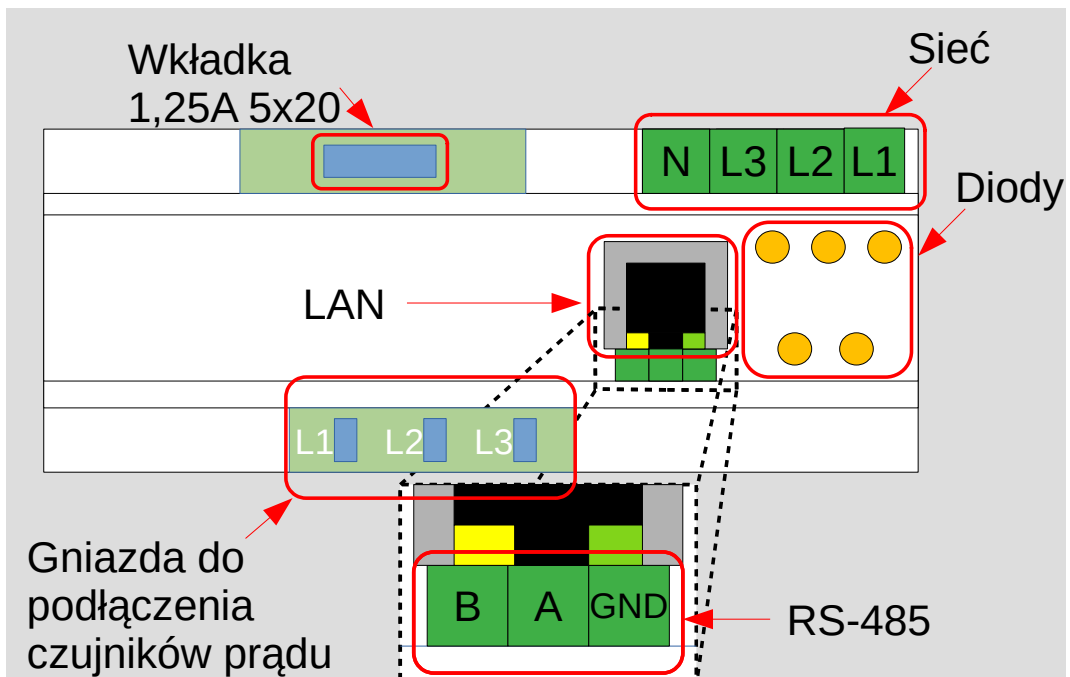 Wkładka
1,25A 5x20
Sieć
N L3 L2 L1
Diody
LAN
L1 L2 L3
Gniazda do
podłączenia
czujników prądu
B A GND
RS-485